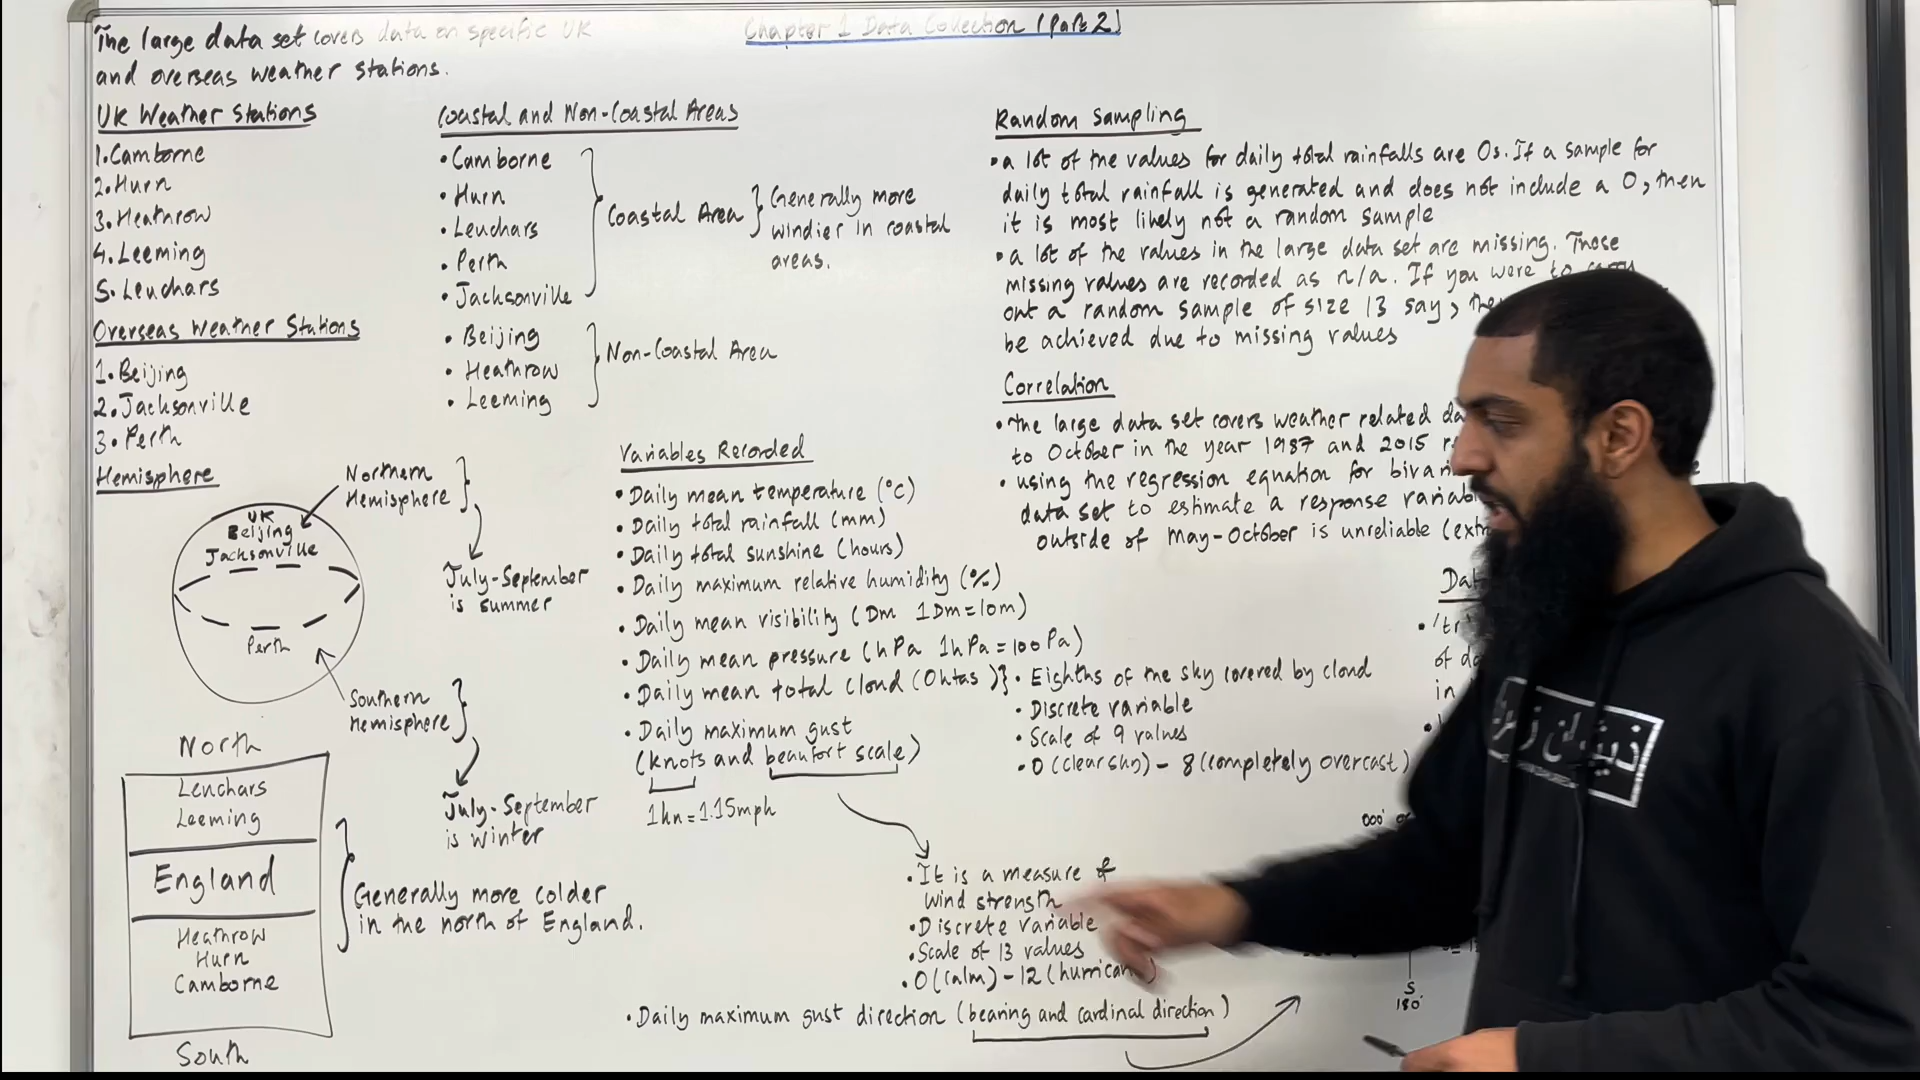 The large data set covers data on specific UK
and overseas weather stations.
Chapter 1 Data Collection (Part 2)
UK Weather Stations
1.Camborne
2.Hurn
3.Heathrow
4.Leeming
5.Leuchars
Overseas Weather Stations
1.Beijing
2.Jacksonville
3.Perth
Hemisphere
Northern
Hemisphere
UK
Beijing
Jacksonville
Perth
July-September
is summer
Southern
Hemisphere
July-September
is winter
North
Leuchars
Leeming
England
Heathrow
Hurn
Camborne
South
Generally more colder
in the north of England.
Coastal and Non-Coastal Areas
• Camborne
• Hurn
• Leuchars
• Perth
• Jacksonville
Coastal Area
Generally more
windier in coastal
areas.
• Beijing
• Heathrow
• Leeming
Non-Coastal Area
Variables Recorded
• Daily mean temperature (°C)
• Daily total rainfall (mm)
• Daily total sunshine (hours)
• Daily maximum relative humidity (%)
• Daily mean visibility (Dm 1Dm=10m)
• Daily mean pressure (hPa 1hPa=100Pa)
• Daily mean total cloud (Oktas)
• Eighths of the sky covered by cloud
• Discrete variable
• Scale of 9 values
• 0 (clear sky) - 8 (completely overcast)
• Daily maximum gust
(knots and beaufort scale)
1kn=1.15mph
• It is a measure of
wind strength
• Discrete variable
• Scale of 13 values
• 0 (calm) - 12 (hurrican
• Daily maximum gust direction (bearing and cardinal direction)
Random Sampling
• a lot of the values for daily total rainfalls are 0s. If a sample for
daily total rainfall is generated and does not include a 0, then
it is most likely not a random sample
• a lot of the values in the large data set are missing. These
missing values are recorded as n/a. If you were to carry
out a random sample of size 13 say,
be achieved due to missing values
Correlation
• the large data set covers weather related
to October in the year 1987 and 2015
• using the regression equation for
data set to estimate a response
outside of May-October is unreliable
of
in
S
180°
ذيتولن زسولن